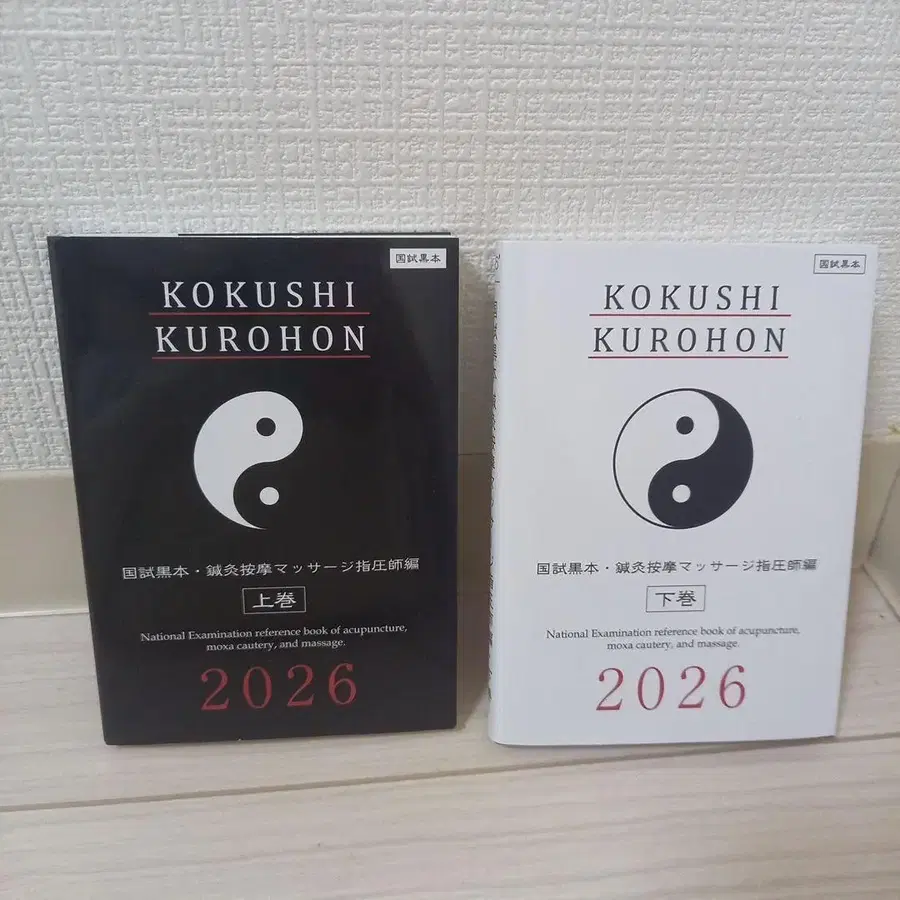 国試黒本
KOKUSHI
KUROHON
国試黒本・鍼灸按摩マッサージ指圧師編
上巻
National Examination reference book of acupuncture,
moxa cautery, and massage.
2026
国試黒本
KOKUSHI
KUROHON
国試黒本・鍼灸按摩マッサージ指圧師編
下巻
National Examination reference book of acupuncture,
moxa cautery, and massage.
2026